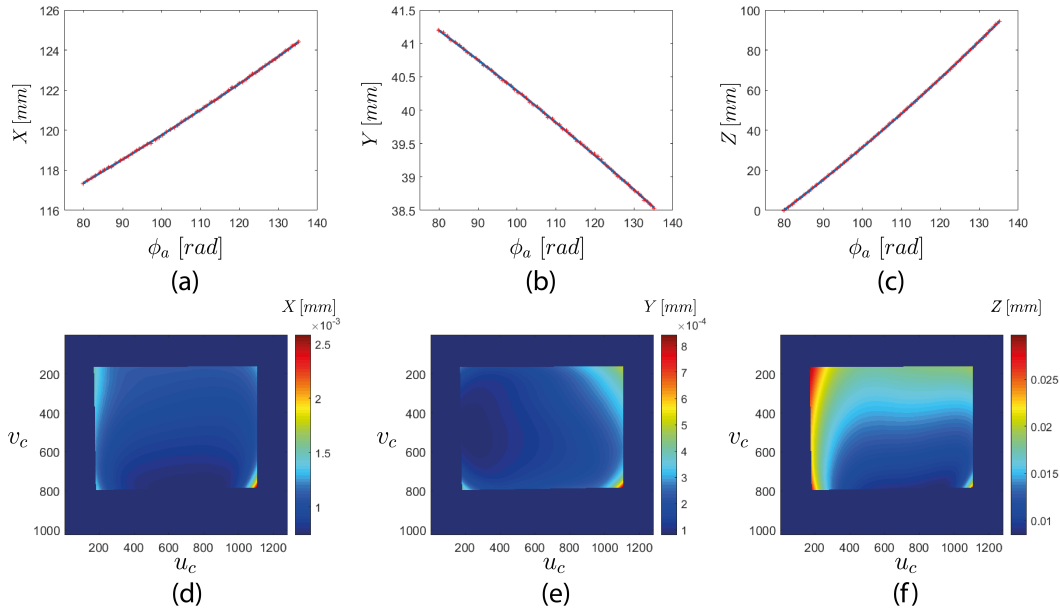 126
124
122
120
118
116
X [mm]
80 90 100 110 120 130 140
ϕₐ [rad]
(a)
41.5
41
40.5
40
39.5
39
38.5
Y [mm]
80 90 100 110 120 130 140
ϕₐ [rad]
(b)
100
80
60
40
20
0
Z [mm]
80 90 100 110 120 130 140
ϕₐ [rad]
(c)
X [mm]
×10⁻³
2.5
2
1.5
1
200
400
600
800
1000
v_c
200 400 600 800 1000 1200
u_c
(d)
Y [mm]
×10⁻⁴
8
7
6
5
4
3
2
1
200
400
600
800
1000
v_c
200 400 600 800 1000 1200
u_c
(e)
Z [mm]
0.025
0.02
0.015
0.01
200
400
600
800
1000
v_c
200 400 600 800 1000 1200
u_c
(f)